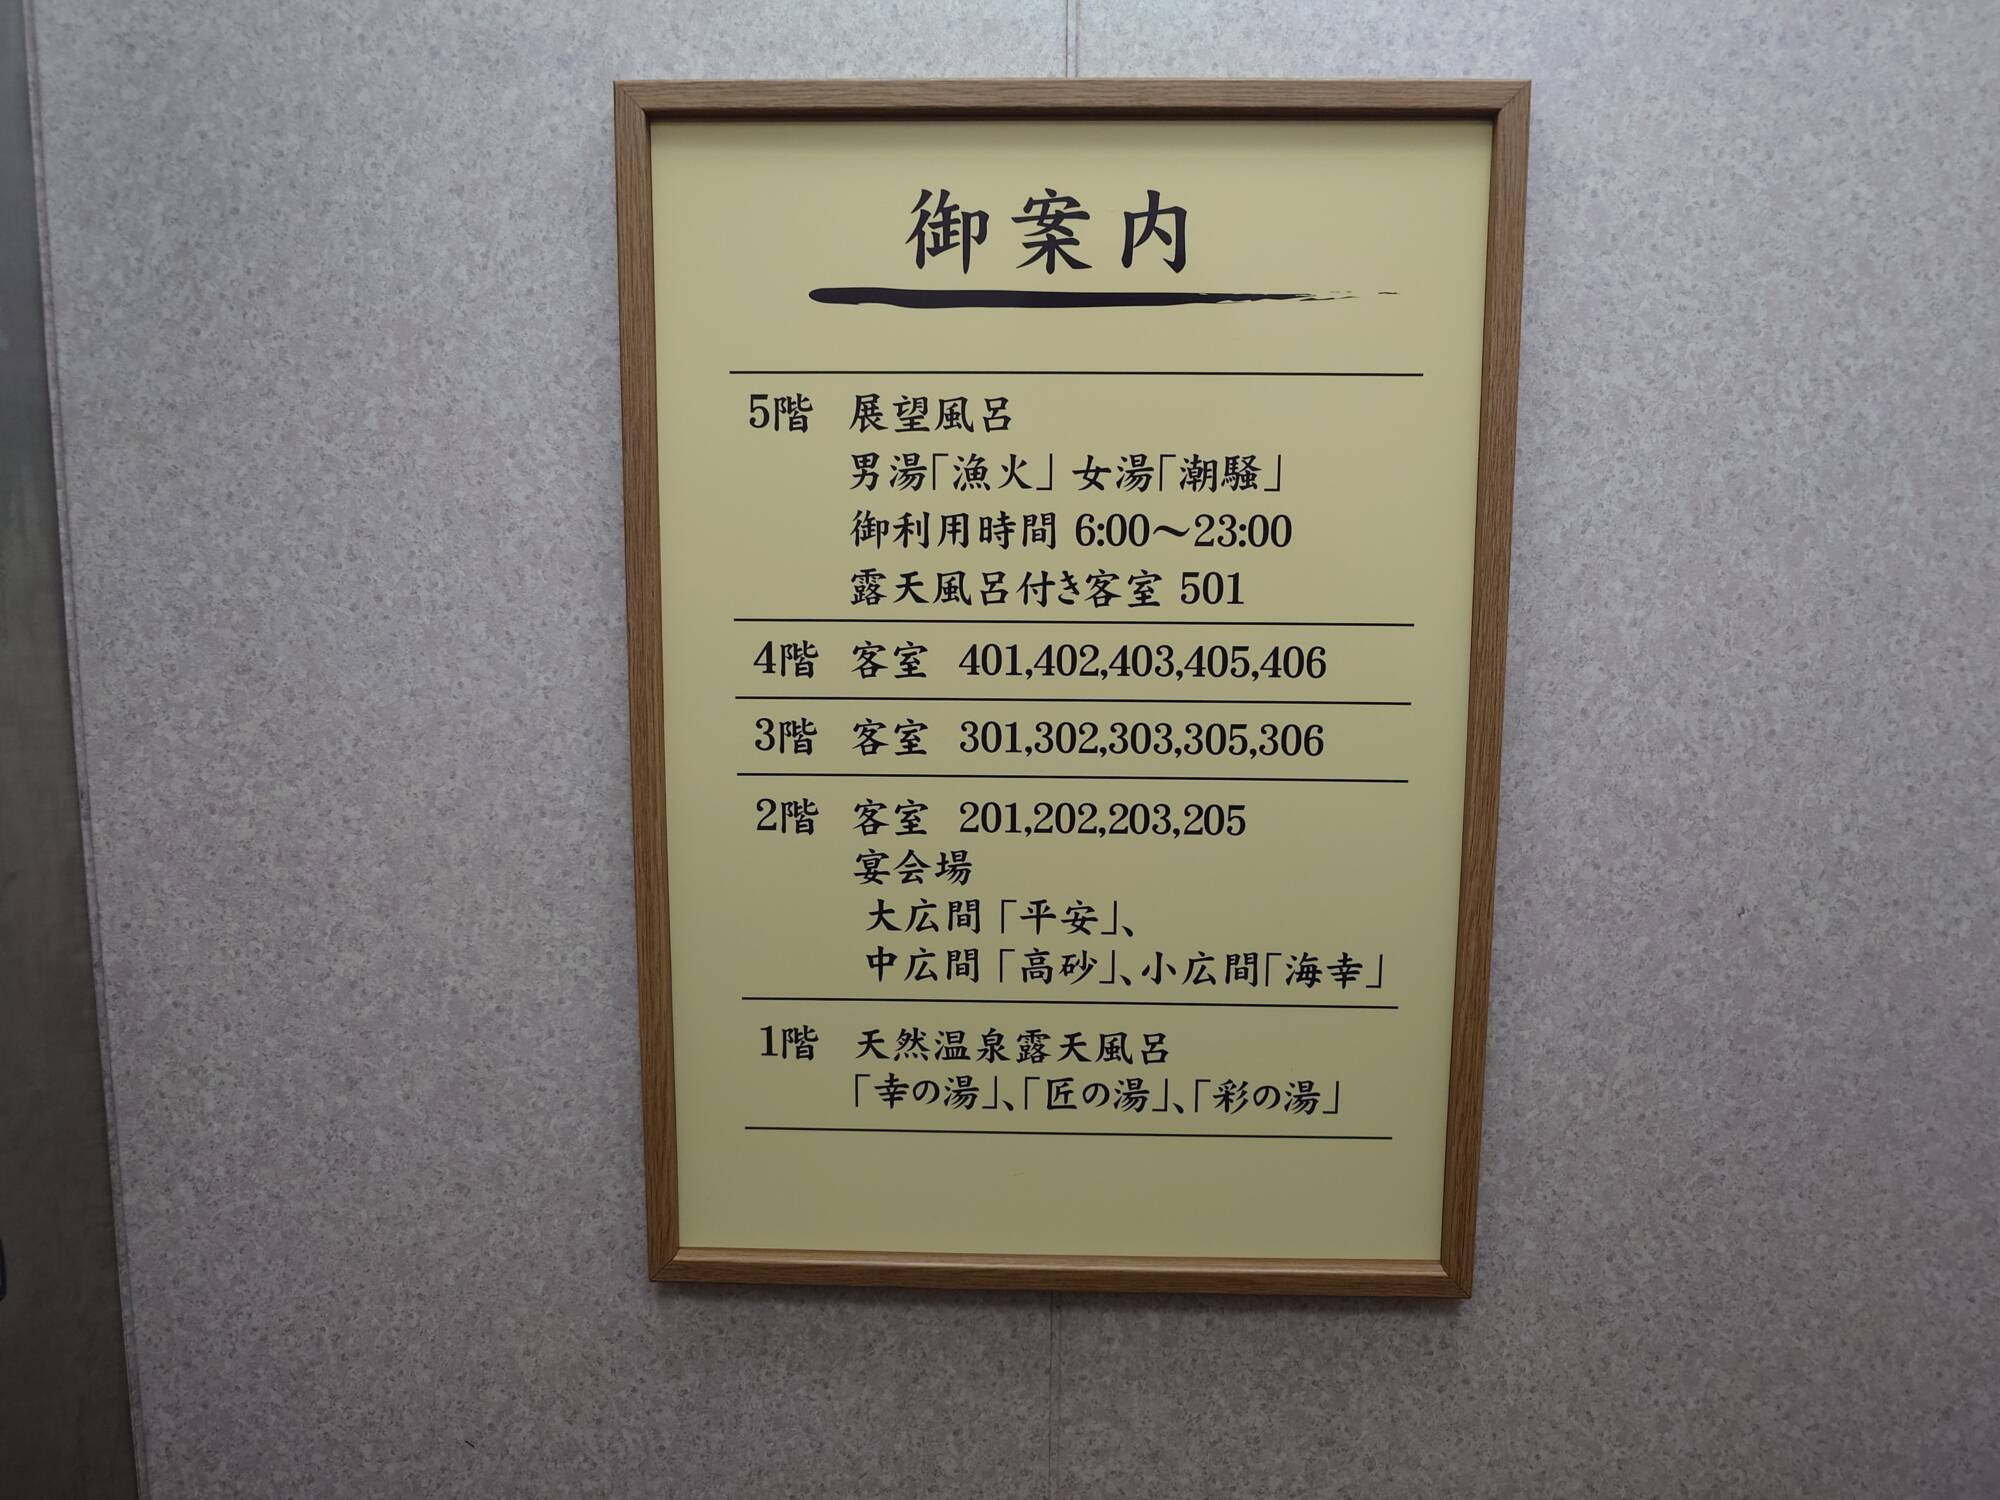 御案内
5階 展望風呂
男湯「漁火」 女湯「潮騒」
御利用時間 6:00〜23:00
露天風呂付き客室 501
4階 客室 401,402,403,405,406
3階 客室 301,302,303,305,306
2階 客室 201,202,203,205
宴会場
大広間「平安」、
中広間「高砂」、小広間「海幸」
1階 天然温泉露天風呂
「幸の湯」、「匠の湯」、「彩の湯」